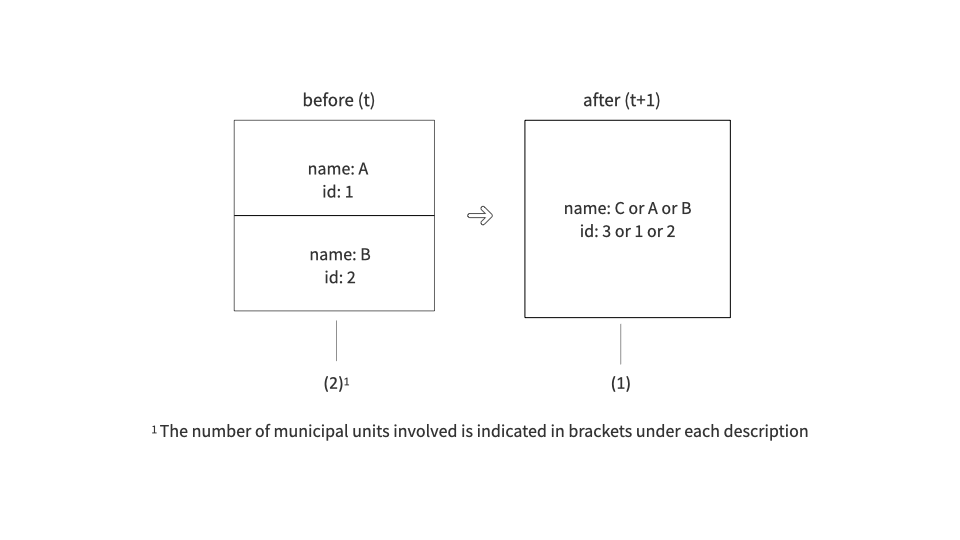 before (t)
after (t+1)
name: A
id: 1
name: B
id: 2
name: C or A or B
id: 3 or 1 or 2
(2)¹
(1)
¹ The number of municipal units involved is indicated in brackets under each description